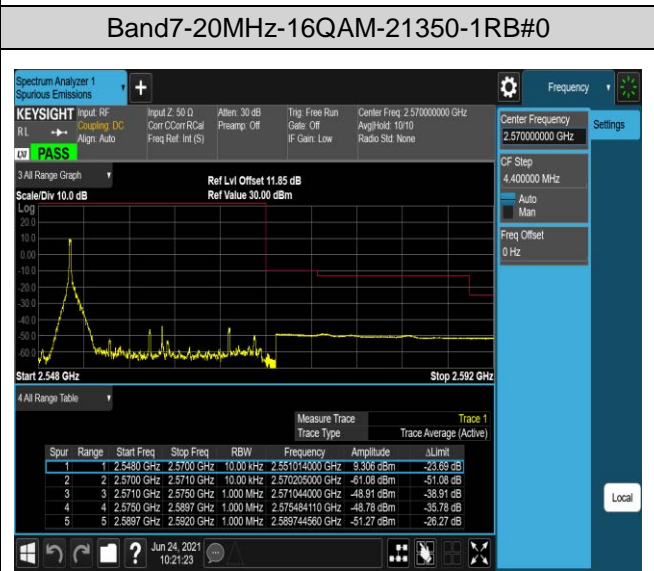 Band7-20MHz-16QAM-21350-1RB#0
Spectrum Analyzer 1
Spurious Emissions
+
Frequency
KEYSIGHT Input: RF Input Z: 50 Ω Atten: 30 dB Trig: Free Run Center Freq: 2.570000000 GHz
RL Coupling: DC Corr CCorr RCal Preamp: Off Gate: Off Avg|Hold: 10/10
Align: Auto Freq Ref: Int (S) IF Gain: Low Radio Std: None
LXI PASS
Center Frequency
2.570000000 GHz
Settings
CF Step
4.400000 MHz
Auto
Man
Freq Offset
0 Hz
3 All Range Graph
Ref Lvl Offset 11.85 dB
Scale/Div 10.0 dB Ref Value 30.00 dBm
Log
20.0
10.0
0.00
-10.0
-20.0
-30.0
-40.0
-50.0
-60.0
Start 2.548 GHz Stop 2.592 GHz
4 All Range Table
Measure Trace Trace 1
Trace Type Trace Average (Active)
Spur Range Start Freq Stop Freq RBW Frequency Amplitude ΔLimit
1 1 2.5480 GHz 2.5700 GHz 10.00 kHz 2.551014000 GHz 9.306 dBm -23.69 dB
2 2 2.5700 GHz 2.5710 GHz 10.00 kHz 2.570205000 GHz -61.08 dBm -51.08 dB
3 3 2.5710 GHz 2.5750 GHz 1.000 MHz 2.571044000 GHz -48.91 dBm -38.91 dB
4 4 2.5750 GHz 2.5897 GHz 1.000 MHz 2.575484110 GHz -48.78 dBm -35.78 dB
5 5 2.5897 GHz 2.5920 GHz 1.000 MHz 2.589744560 GHz -51.27 dBm -26.27 dB
Local
? Jun 24, 2021
10:21:23